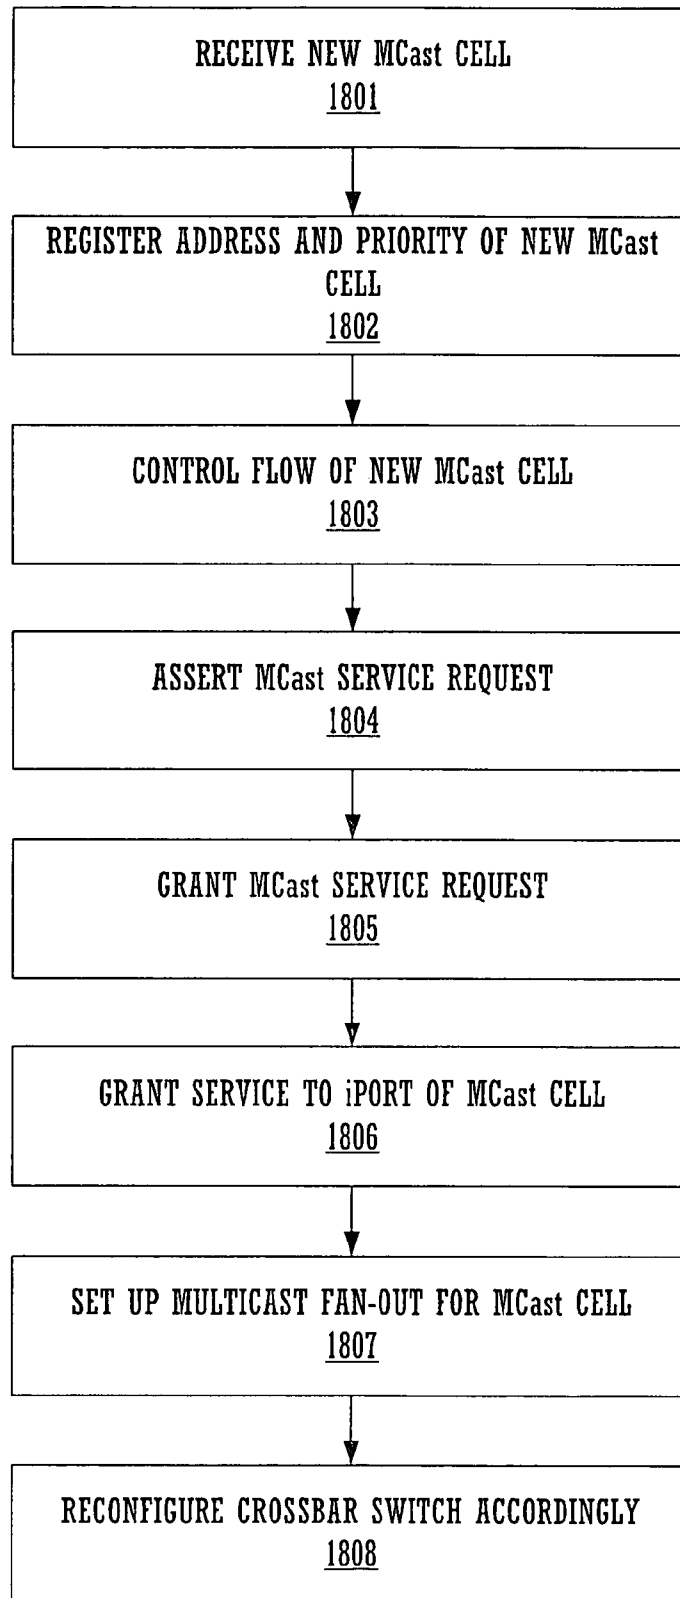 RECEIVE NEW MCast CELL
1801
REGISTER ADDRESS AND PRIORITY OF NEW MCast
CELL
1802
CONTROL FLOW OF NEW MCast CELL
1803
ASSERT MCast SERVICE REQUEST
1804
GRANT MCast SERVICE REQUEST
1805
GRANT SERVICE TO iPORT OF MCast CELL
1806
SET UP MULTICAST FAN-OUT FOR MCast CELL
1807
RECONFIGURE CROSSBAR SWITCH ACCORDINGLY
1808